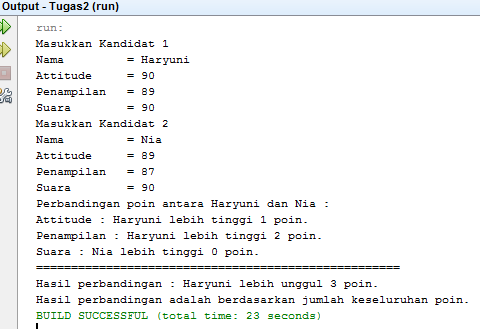 Output - Tugas2 (run)
run:
Masukkan Kandidat 1
Nama         = Haryuni
Attitude     = 90
Penampilan   = 89
Suara        = 90
Masukkan Kandidat 2
Nama         = Nia
Attitude     = 89
Penampilan   = 87
Suara        = 90
Perbandingan poin antara Haryuni dan Nia :
Attitude : Haryuni lebih tinggi 1 poin.
Penampilan : Haryuni lebih tinggi 2 poin.
Suara : Nia lebih tinggi 0 poin.
====================================================
Hasil perbandingan : Haryuni lebih unggul 3 poin.
Hasil perbandingan adalah berdasarkan jumlah keseluruhan poin.
BUILD SUCCESSFUL (total time: 23 seconds)